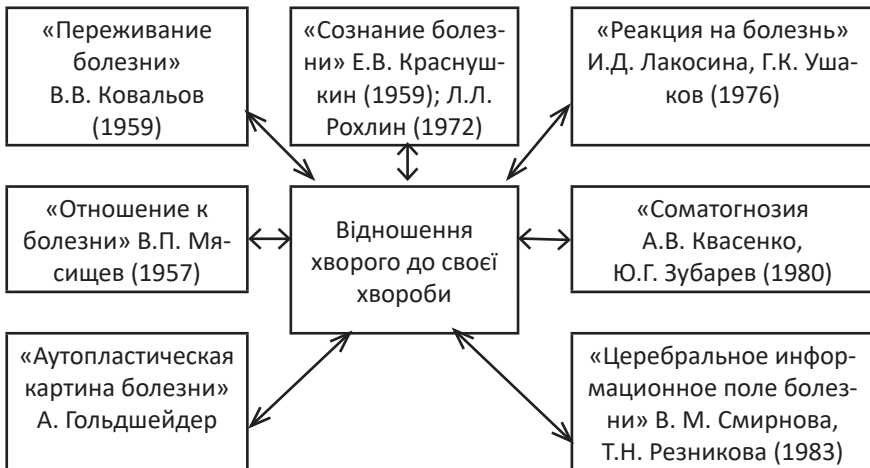 «Переживание
болезни»
В.В. Ковальов
(1959)
«Сознание болез-
ни» Е.В. Краснуш-
кин (1959); Л.Л.
Рохлин (1972)
«Реакция на болезнь»
И.Д. Лакосина, Г.К. Уша-
ков (1976)
«Отношение к
болезни» В.П. Мя-
сищев (1957)
Відношення
хворого до своєї
хвороби
«Соматогнозия
А.В. Квасенко,
Ю.Г. Зубарев (1980)
«Аутопластическая
картина болезни»
А. Гольдшейдер
«Церебральное инфор-
мационное поле болез-
ни» В. М. Смирнова,
Т.Н. Резникова (1983)